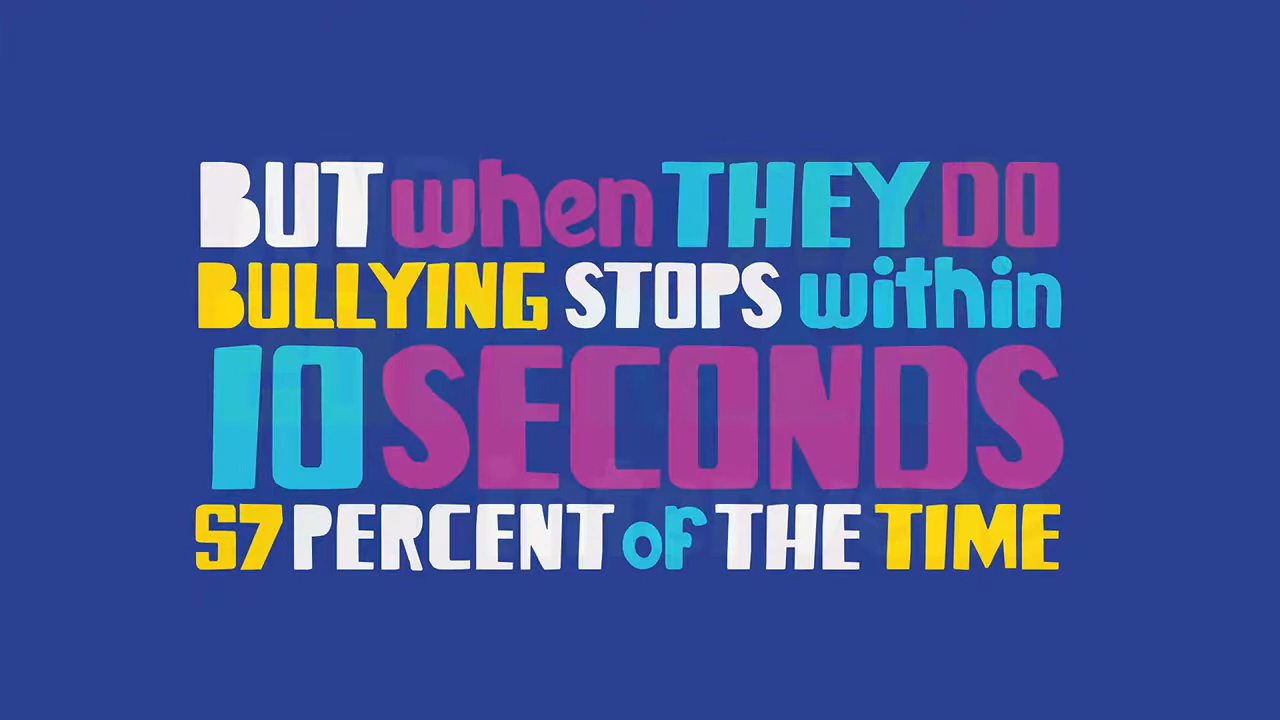 BUT when THEY DO
BULLYING STOPS within
10 SECONDS
57 PERCENT of THE TIME